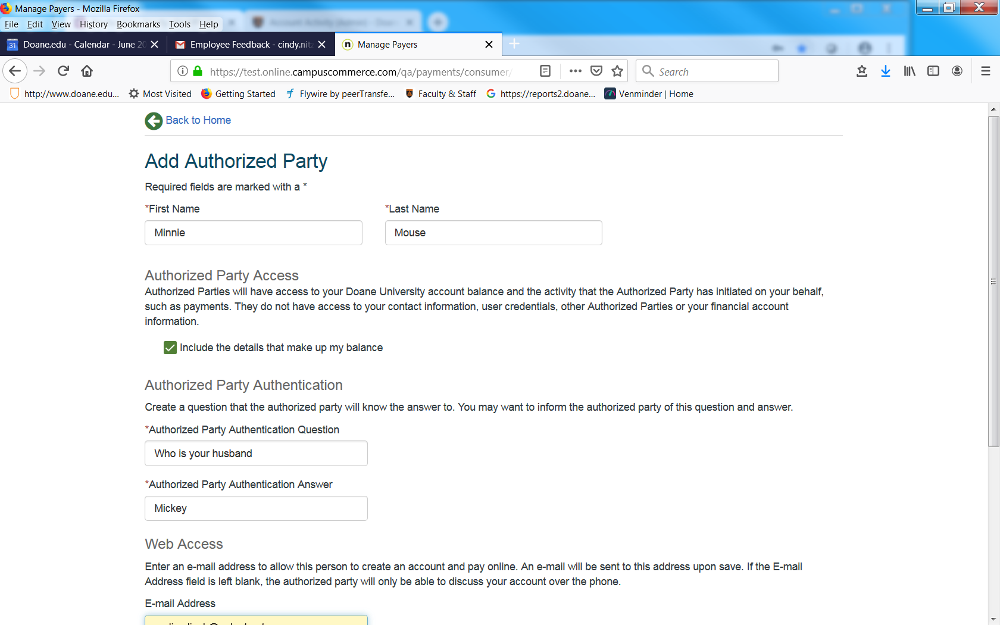 Manage Payers - Mozilla Firefox
File Edit View History Bookmarks Tools Help
31 Doane.edu - Calendar - June 20
Employee Feedback - cindy.nitz
n Manage Payers
https://test.online.campuscommerce.com/qa/payments/consumer/
Search
http://www.doane.edu... Most Visited Getting Started Flywire by peerTransfe... Faculty & Staff https://reports2.doane... Venminder | Home
Back to Home
Add Authorized Party
Required fields are marked with a *
*First Name *Last Name
Minnie Mouse
Authorized Party Access
Authorized Parties will have access to your Doane University account balance and the activity that the Authorized Party has initiated on your behalf,
such as payments. They do not have access to your contact information, user credentials, other Authorized Parties or your financial account
information.
Include the details that make up my balance
Authorized Party Authentication
Create a question that the authorized party will know the answer to. You may want to inform the authorized party of this question and answer.
*Authorized Party Authentication Question
Who is your husband
*Authorized Party Authentication Answer
Mickey
Web Access
Enter an e-mail address to allow this person to create an account and pay online. An e-mail will be sent to this address upon save. If the E-mail
Address field is left blank, the authorized party will only be able to discuss your account over the phone.
E-mail Address